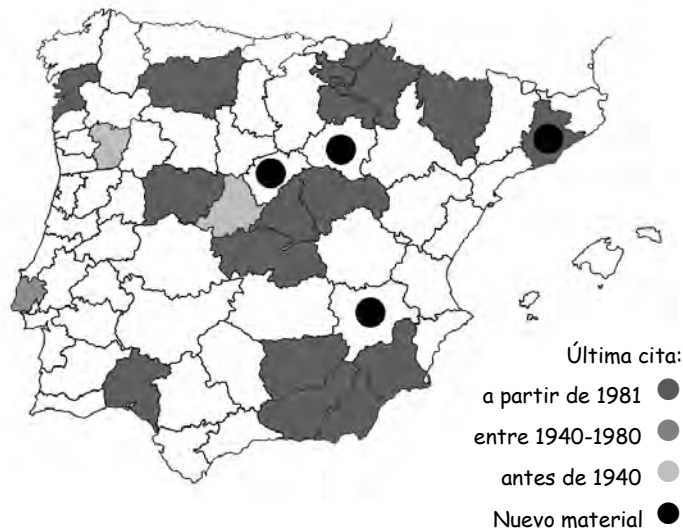 Última cita:
a partir de 1981
entre 1940-1980
antes de 1940
Nuevo material